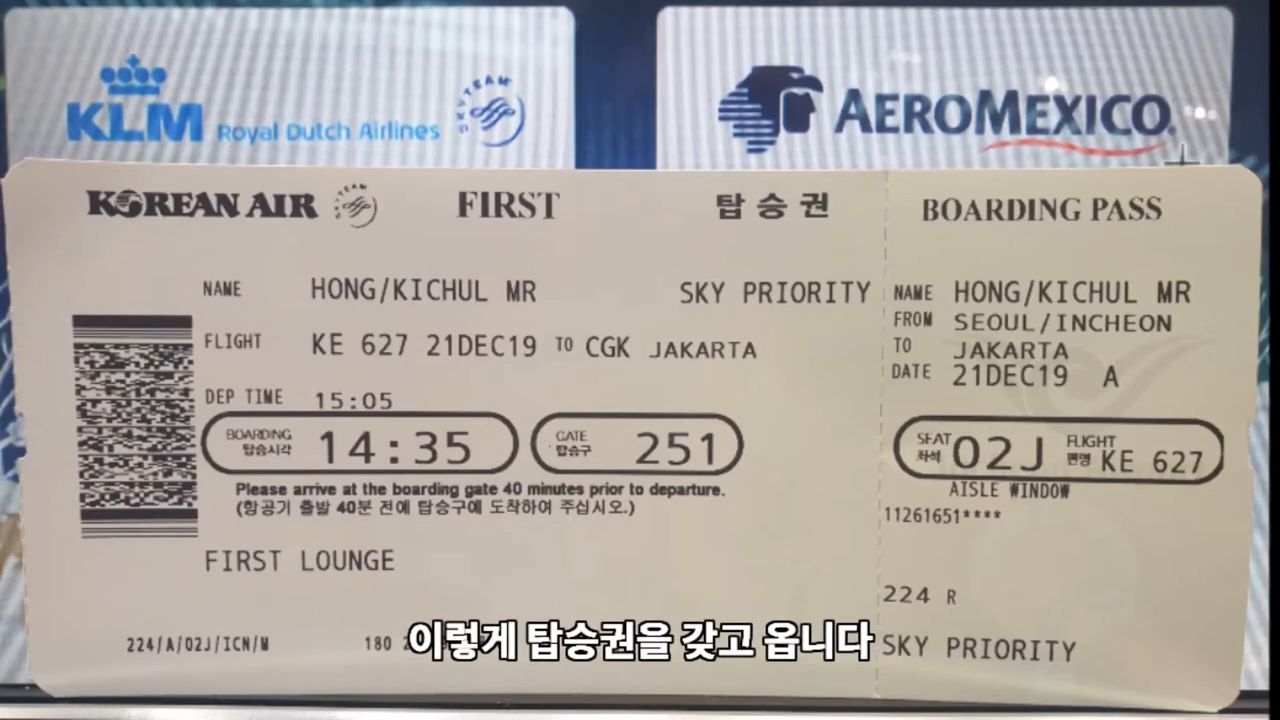 KLM Royal Dutch Airlines SKYTEAM
AEROMEXICO.
KOREAN AIR SKYTEAM FIRST 탑승권 BOARDING PASS
NAME HONG/KICHUL MR SKY PRIORITY
FLIGHT KE 627 21DEC19 TO CGK JAKARTA
DEP TIME 15:05
BOARDING 탑승시각 14:35 GATE 탑승구 251
Please arrive at the boarding gate 40 minutes prior to departure.
(항공기 출발 40분 전에 탑승구에 도착하여 주십시오.)
FIRST LOUNGE
224/A/02J/ICN/M 180
NAME HONG/KICHUL MR
FROM SEOUL/INCHEON
TO JAKARTA
DATE 21DEC19 A
SEAT 좌석 02J FLIGHT 편명 KE 627
AISLE WINDOW
11261651****
224 R
SKY PRIORITY
이렇게 탑승권을 갖고 옵니다